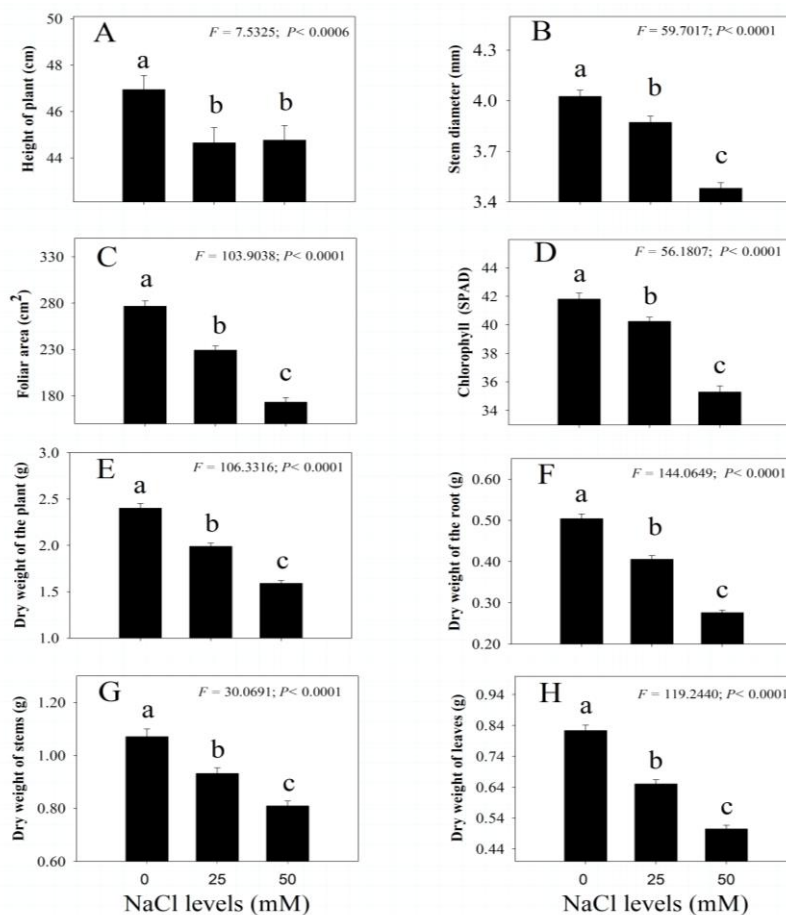 A
F = 7.5325; P< 0.0006
Height of plant (cm)
50
48
46
44
a
b
b
B
F = 59.7017; P< 0.0001
Stem diameter (mm)
4.3
4.0
3.7
3.4
a
b
c
C
F = 103.9038; P< 0.0001
Foliar area (cm²)
330
280
230
180
a
b
c
D
F = 56.1807; P< 0.0001
Chlorophyll (SPAD)
44
42
40
38
36
34
a
b
c
E
F = 106.3316; P< 0.0001
Dry weight of the plant (g)
3.0
2.5
2.0
1.5
1.0
a
b
c
F
F = 144.0649; P< 0.0001
Dry weight of the root (g)
0.60
0.50
0.40
0.30
0.20
a
b
c
G
F = 30.0691; P< 0.0001
Dry weight of stems (g)
1.20
1.00
0.80
0.60
a
b
c
0 25 50
NaCl levels (mM)
H
F = 119.2440; P< 0.0001
Dry weight of leaves (g)
0.94
0.84
0.74
0.64
0.54
0.44
a
b
c
0 25 50
NaCl levels (mM)